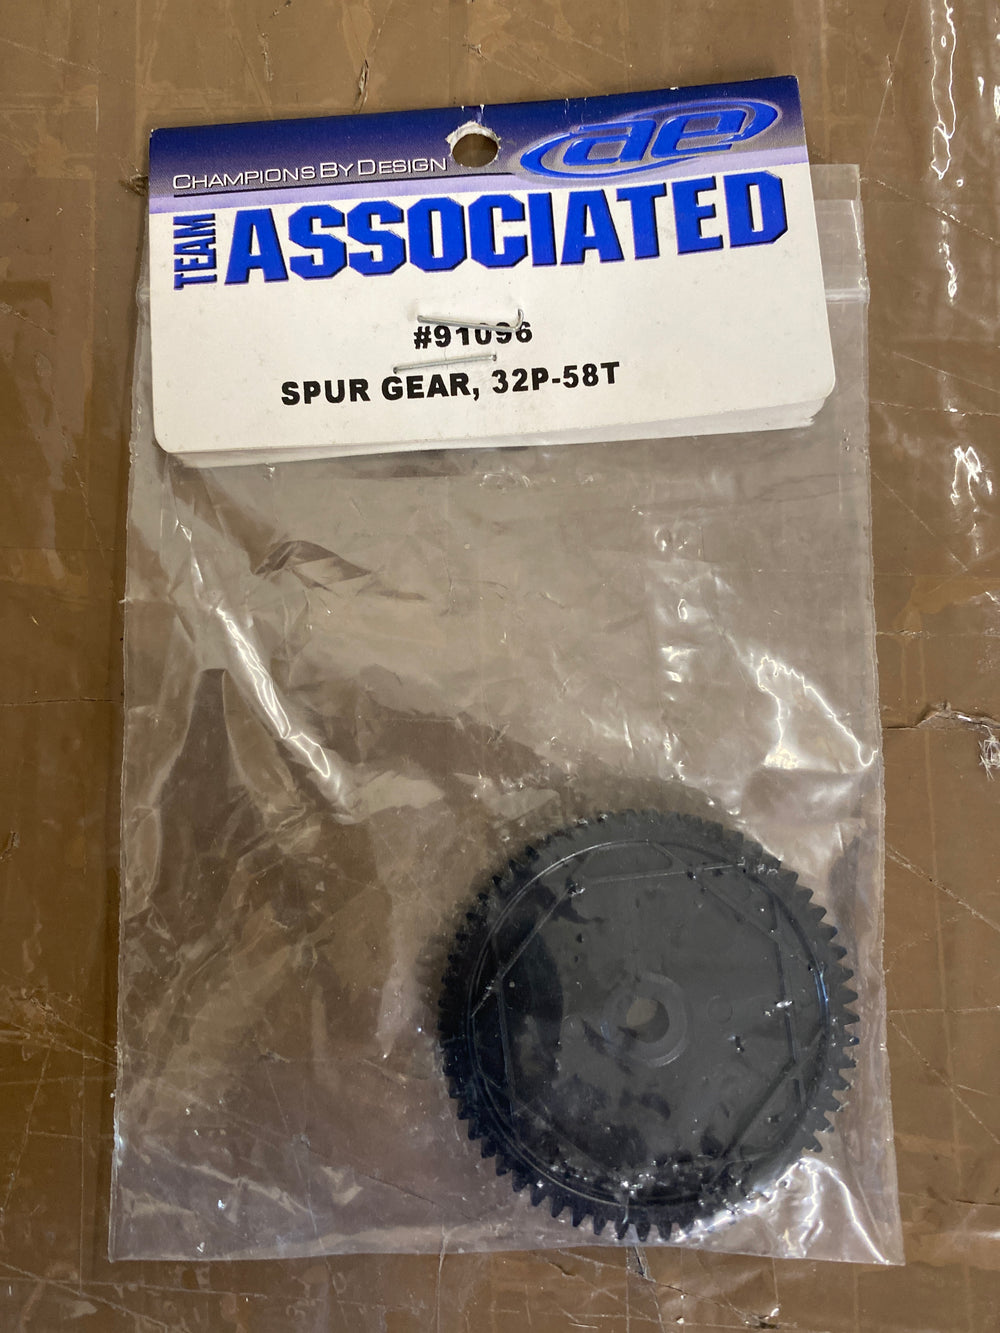 CHAMPIONS BY DESIGN
ae
TEAM ASSOCIATED
#91096
SPUR GEAR, 32P-58T